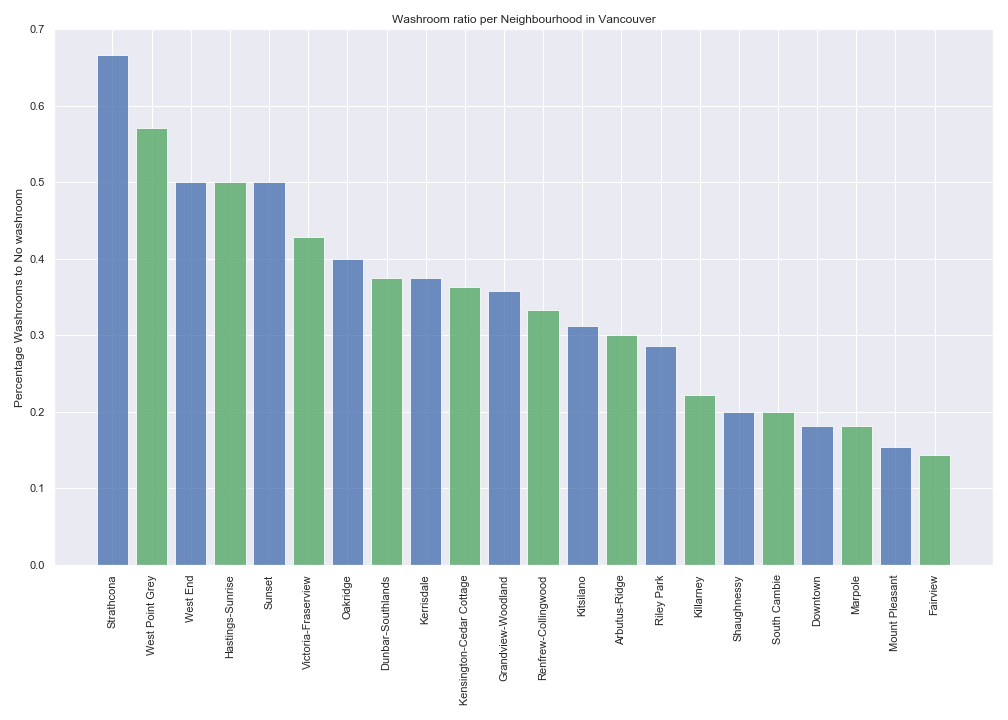 Washroom ratio per Neighbourhood in Vancouver
Percentage Washrooms to No washroom
0.7
0.6
0.5
0.4
0.3
0.2
0.1
0.0
Strathcona
West Point Grey
West End
Hastings-Sunrise
Sunset
Victoria-Fraserview
Oakridge
Dunbar-Southlands
Kerrisdale
Kensington-Cedar Cottage
Grandview-Woodland
Renfrew-Collingwood
Kitsilano
Arbutus-Ridge
Riley Park
Killarney
Shaughnessy
South Cambie
Downtown
Marpole
Mount Pleasant
Fairview